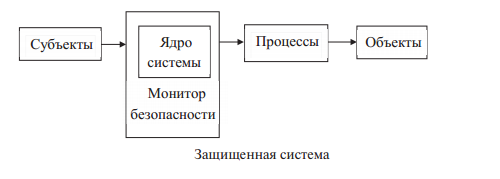 Субъекты
Ядро
системы
Монитор
безопасности
Процессы
Объекты
Защищенная система